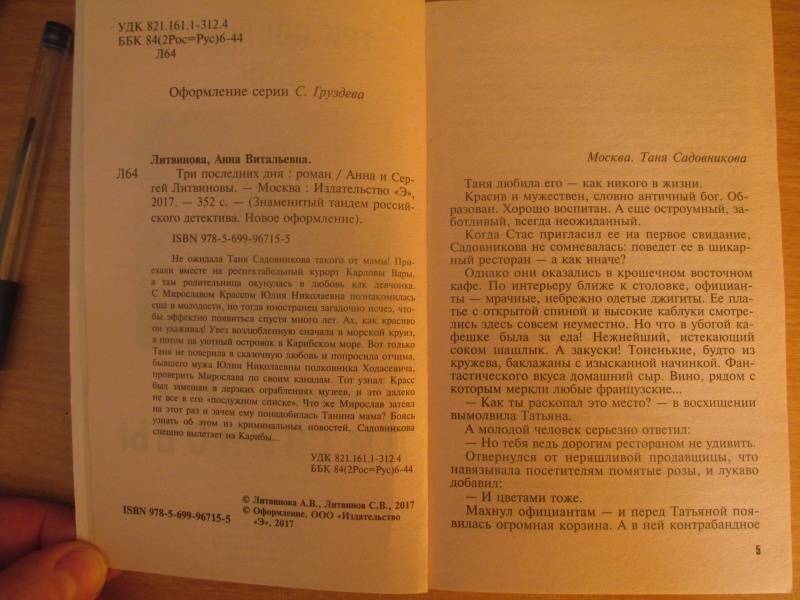 УДК 821.161.1-312.4
ББК 84(2Рос=Рус)6-44
Л64
Оформление серии С. Груздева
Литвинова, Анна Витальевна.
Л64 Три последних дня : роман / Анна и Сер-
гей Литвиновы. — Москва : Издательство «Э»,
2017. — 352 с. — (Знаменитый тандем россий-
ского детектива. Новое оформление).
ISBN 978-5-699-96715-5
Не ожидала Таня Садовникова такого от мамы! При-
ехали вместе на респектабельный курорт Карловы Вары,
а там родительница окунулась в любовь как девчонка.
С Мирославом Крассом Юлия Николаевна познакомилась
еще в молодости, но тогда иностранец загадочно исчез, что-
бы эффектно появиться спустя много лет. Ах, как красиво
он ухаживал! Увез возлюбленную сначала в морской круиз,
а потом на уютный островок в Карибском море. Вот только
Таня не поверила в сказочную любовь и попросила отчима,
бывшего мужа Юлии Николаевны полковника Ходасевича,
проверить Мирослава по своим каналам. Тот узнал: Красс
был замешан в дерзких ограблениях музеев, и это далеко
не все в его «послужном списке». Что же Мирослав затеял
на этот раз и зачем ему понадобилась Танина мама? Боясь
узнать об этом из криминальных новостей, Садовникова
спешно вылетает на Карибы...
УДК 821.161.1-312.4
ББК 84(2Рос=Рус)6-44
© Литвинова А.В., Литвинов С.В., 2017
© Оформление. ООО «Издательство
ISBN 978-5-699-96715-5 «Э», 2017
Москва. Таня Садовникова
Таня любила его — как никого в жизни.
Красив и мужествен, словно античный бог. Об-
разован. Хорошо воспитан. А еще остроумный, за-
ботливый, всегда неожиданный.
Когда Стас пригласил ее на первое свидание,
Садовникова не сомневалась: поведет ее в шикар-
ный ресторан — а как иначе?
Однако они оказались в крошечном восточном
кафе. По интерьеру ближе к столовке, официан-
ты — мрачные, небрежно одетые джигиты. Ее пла-
тье с открытой спиной и высокие каблуки смотре-
лись здесь совсем неуместно. Но что в убогой ка-
фешке была за еда! Нежнейший, истекающий
соком шашлык. А закуски! Тоненькие, будто из
кружева, баклажаны с изысканной начинкой. Фан-
тастического вкуса домашний сыр. Вино, рядом с
которым меркли любые французские...
— Как ты раскопал это место? — в восхищении
вымолвила Татьяна.
А молодой человек серьезно ответил:
— Но тебя ведь дорогим рестораном не удивить.
Отвернулся от неряшливой продавщицы, что
навязывала посетителям помятые розы, и лукаво
добавил:
— И цветами тоже.
Махнул официантам — и перед Татьяной поя-
вилась огромная корзина. А в ней контрабандное
5